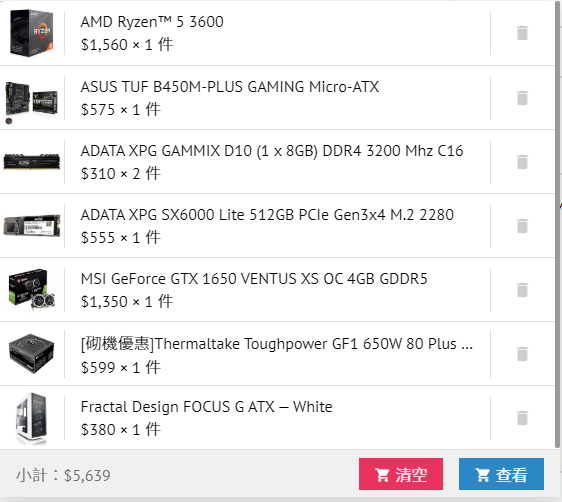 AMD Ryzen™ 5 3600
$1,560 × 1 件
ASUS TUF B450M-PLUS GAMING Micro-ATX
$575 × 1 件
ADATA XPG GAMMIX D10 (1 x 8GB) DDR4 3200 Mhz C16
$310 × 2 件
ADATA XPG SX6000 Lite 512GB PCIe Gen3x4 M.2 2280
$555 × 1 件
MSI GeForce GTX 1650 VENTUS XS OC 4GB GDDR5
$1,350 × 1 件
[砌機優惠]Thermaltake Toughpower GF1 650W 80 Plus ...
$599 × 1 件
Fractal Design FOCUS G ATX — White
$380 × 1 件
小計：$5,639
清空
查看
RYZEN